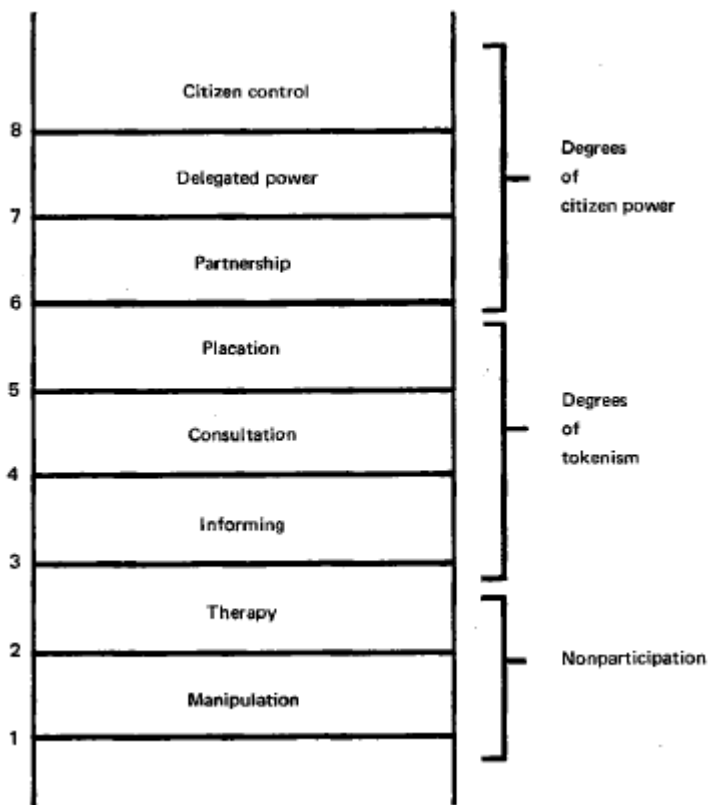 Citizen control
8
Delegated power
7
Partnership
6
Placation
5
Consultation
4
Informing
3
Therapy
2
Manipulation
1
Degrees
of
citizen power
Degrees
of
tokenism
Nonparticipation